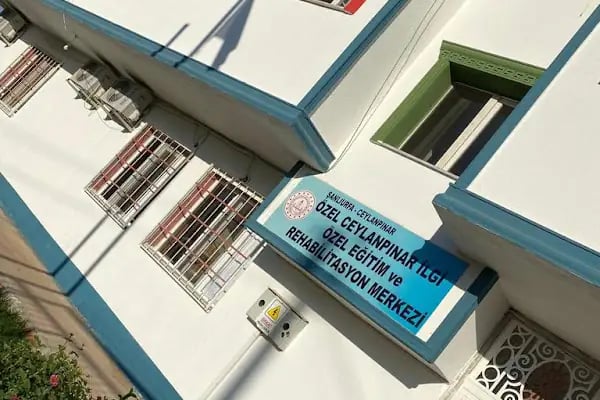 ŞANLIURFA - CEYLANPINAR
ÖZEL CEYLANPINAR İLGİ
ÖZEL EĞİTİM ve
REHABİLİTASYON MERKEZİ